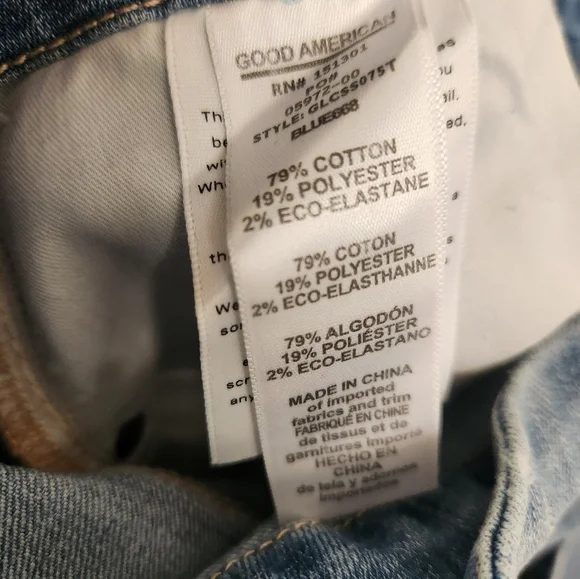 GOOD AMERICAN
RN# 151301
PO#
05972-00
STYLE: GLCSS075T
BLUE668
79% COTTON
19% POLYESTER
2% ECO-ELASTANE
79% COTON
19% POLYESTER
2% ECO-ELASTHANNE
79% ALGODÓN
19% POLIÉSTER
2% ECO-ELASTANO
MADE IN CHINA
of imported
fabrics and trim
FABRIQUÉ EN CHINE
de tissus et de
garnitures importé
HECHO EN
CHINA
de tela y adornos
importados